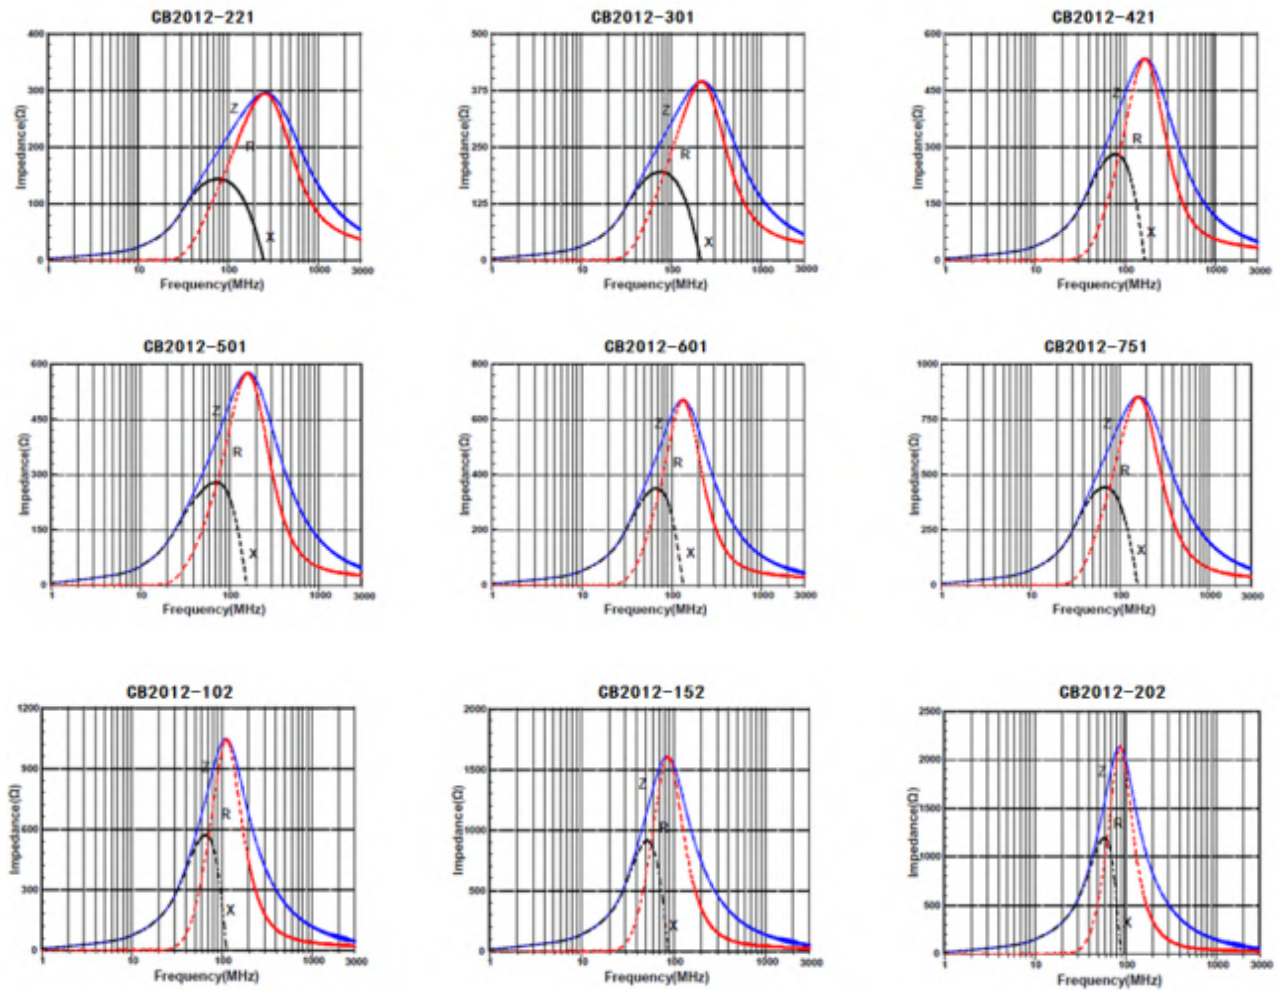 CB2012-221
400
300
200
100
0
Impedance(Ω)
Z
R
X
1
10
100
1000
3000
Frequency(MHz)
CB2012-301
500
375
250
125
0
Impedance(Ω)
Z
R
X
1
10
100
1000
3000
Frequency(MHz)
CB2012-421
600
450
300
150
0
Impedance(Ω)
Z
R
X
1
10
100
1000
3000
Frequency(MHz)
CB2012-501
600
450
300
150
0
Impedance(Ω)
Z
R
X
1
10
100
1000
3000
Frequency(MHz)
CB2012-601
800
600
400
200
0
Impedance(Ω)
Z
R
X
1
10
100
1000
3000
Frequency(MHz)
CB2012-751
1000
750
500
250
0
Impedance(Ω)
Z
R
X
1
10
100
1000
3000
Frequency(MHz)
CB2012-102
1200
900
600
300
0
Impedance(Ω)
Z
R
X
1
10
100
1000
3000
Frequency(MHz)
CB2012-152
2000
1500
1000
500
0
Impedance(Ω)
Z
R
X
1
10
100
1000
3000
Frequency(MHz)
CB2012-202
2500
2000
1500
1000
500
0
Impedance(Ω)
Z
R
X
1
10
100
1000
3000
Frequency(MHz)